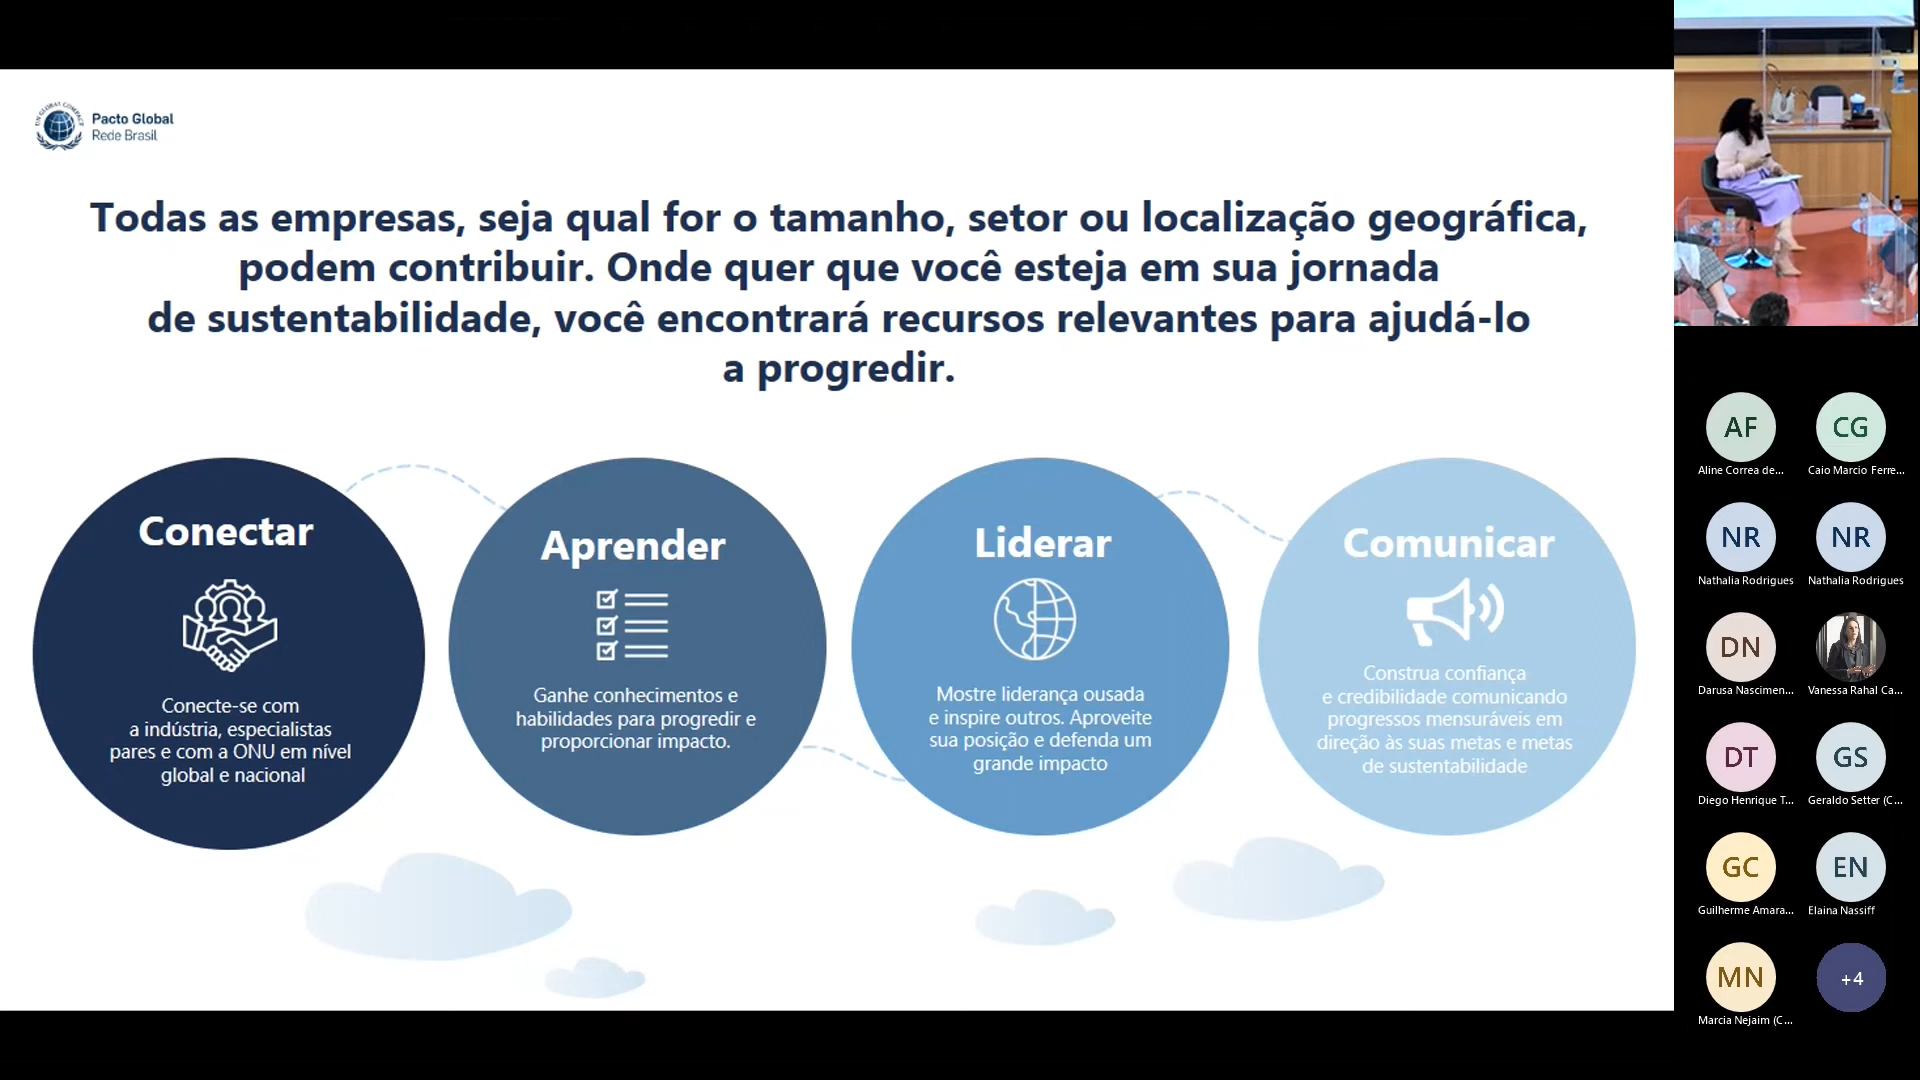 UN GLOBAL COMPACT
Pacto Global
Rede Brasil
Todas as empresas, seja qual for o tamanho, setor ou localização geográfica,
podem contribuir. Onde quer que você esteja em sua jornada
de sustentabilidade, você encontrará recursos relevantes para ajudá-lo
a progredir.
Conectar
Conecte-se com
a indústria, especialistas
pares e com a ONU em nível
global e nacional
Aprender
Ganhe conhecimentos e
habilidades para progredir e
proporcionar impacto.
Liderar
Mostre liderança ousada
e inspire outros. Aproveite
sua posição e defenda um
grande impacto
Comunicar
Construa confiança
e credibilidade comunicando
progressos mensuráveis em
direção às suas metas e metas
de sustentabilidade
AF
Aline Correa de...
CG
Caio Marcio Ferre...
NR
Nathalia Rodrigues
NR
Nathalia Rodrigues
DN
Darusa Nascimen...
Vanessa Rahal Ca...
DT
Diego Henrique T...
GS
Geraldo Setter (C...
GC
Guilherme Amara...
EN
Elaina Nassiff
MN
Marcia Nejaim (C...
+4